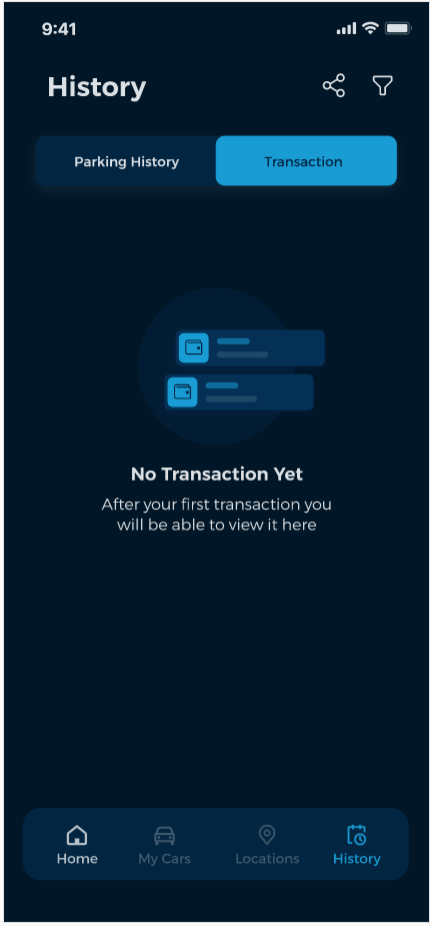 9:41
History
Parking History
Transaction
No Transaction Yet
After your first transaction you
will be able to view it here
Home
My Cars
Locations
History